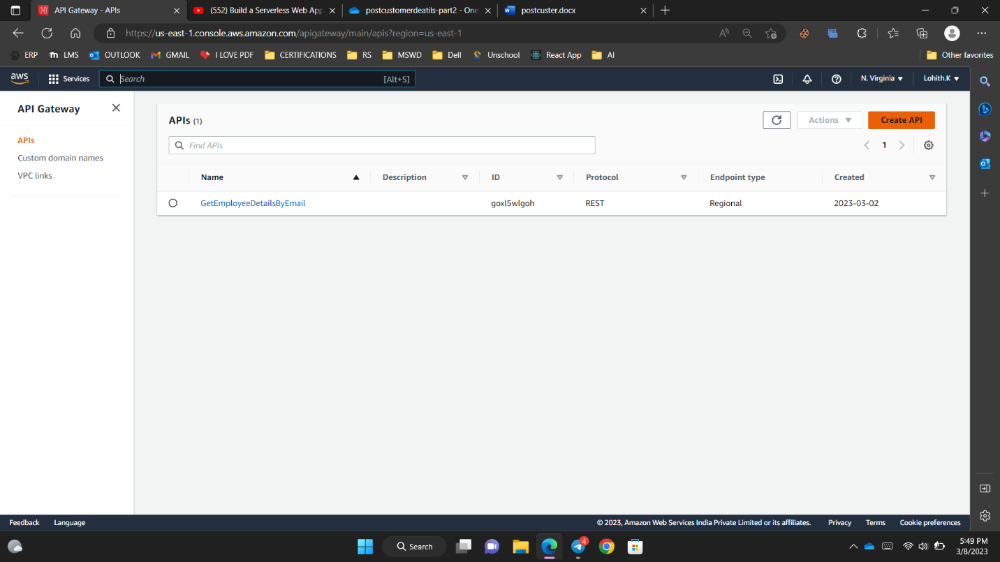 API Gateway - APIs
(552) Build a Serverless Web App
postcustomerdeatils-part2 - One
postcuster.docx
https://us-east-1.console.aws.amazon.com/apigateway/main/apis?region=us-east-1
ERP LMS OUTLOOK GMAIL I LOVE PDF CERTIFICATIONS RS MSWD Dell Unschool React App AI Other favorites
aws Services Search [Alt+S] N. Virginia Lohith.K
API Gateway
APIs
Custom domain names
VPC links
APIs (1)
Actions Create API
Find APIs
1
Name Description ID Protocol Endpoint type Created
GetEmployeeDetailsByEmail goxl5wlgoh REST Regional 2023-03-02
Feedback Language © 2023, Amazon Web Services India Private Limited or its affiliates. Privacy Terms Cookie preferences
Search 4 5:49 PM
3/8/2023